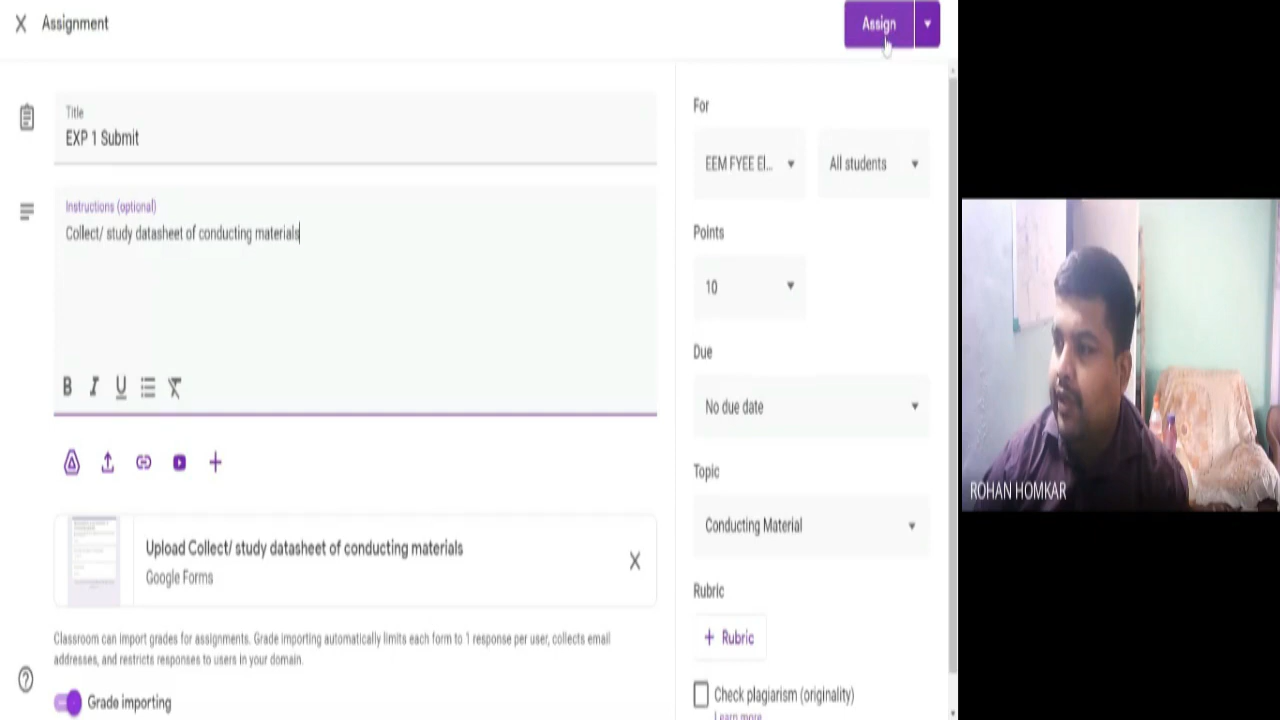 Assignment
Assign
Title
EXP 1 Submit
Instructions (optional)
Collect/ study datasheet of conducting materials
B I U
Upload Collect/ study datasheet of conducting materials
Google Forms
Classroom can import grades for assignments. Grade importing automatically limits each form to 1 response per user, collects email
addresses, and restricts responses to users in your domain.
Grade importing
For
EEM FYEE El... All students
Points
10
Due
No due date
Topic
Conducting Material
Rubric
+ Rubric
Check plagiarism (originality)
Learn more
ROHAN HOMKAR